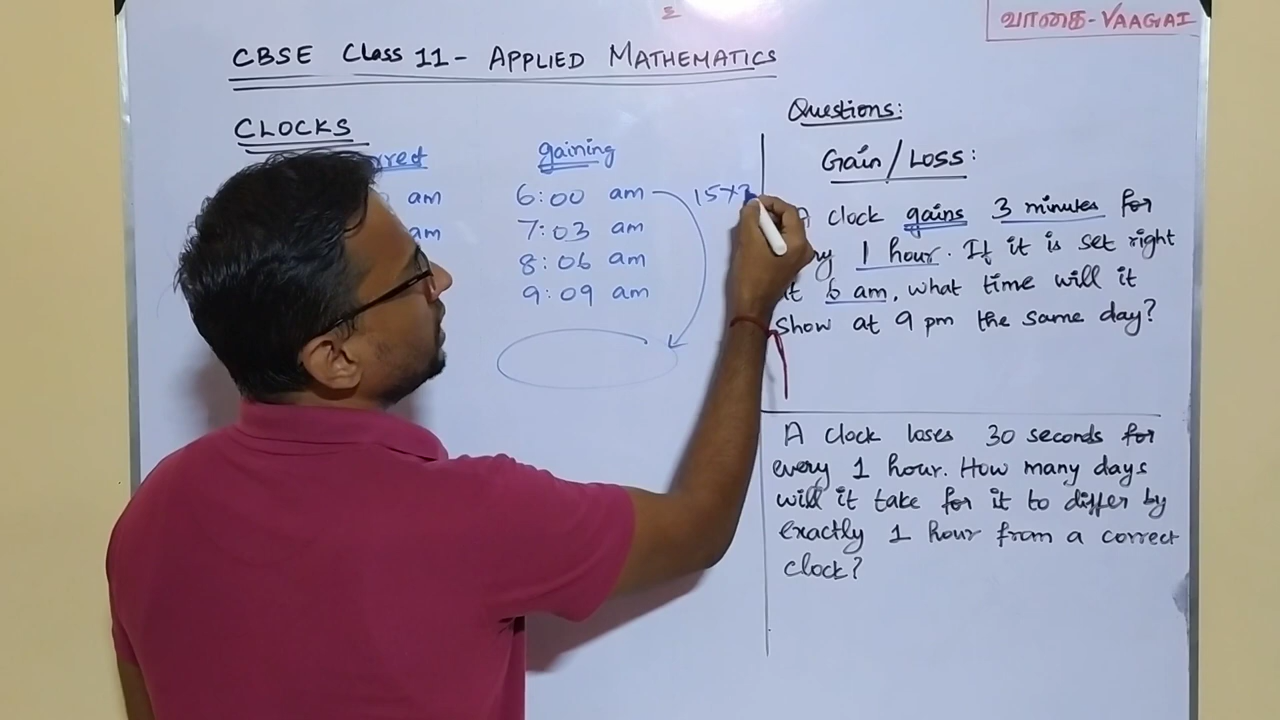 வாகை - VAAGAI
CBSE Class 11 - APPLIED MATHEMATICS
CLOCKS
gaining
am 6:00 am 15x3
am 7:03 am
8:06 am
9:09 am
Questions:
Gain / Loss:
A clock gains 3 minutes for
1 hour. If it is set right
6 am, what time will it
show at 9 pm the same day?
A clock loses 30 seconds for
every 1 hour. How many days
will it take for it to differ by
exactly 1 hour from a correct
clock?